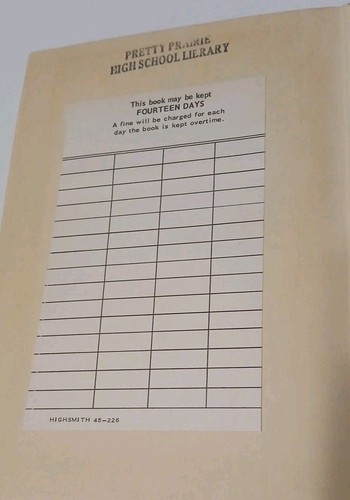 PRETTY PRAIRIE
HIGH SCHOOL LIBRARY
This book may be kept
FOURTEEN DAYS
A fine will be charged for each
day the book is kept overtime.
HIGHSMITH 45-226